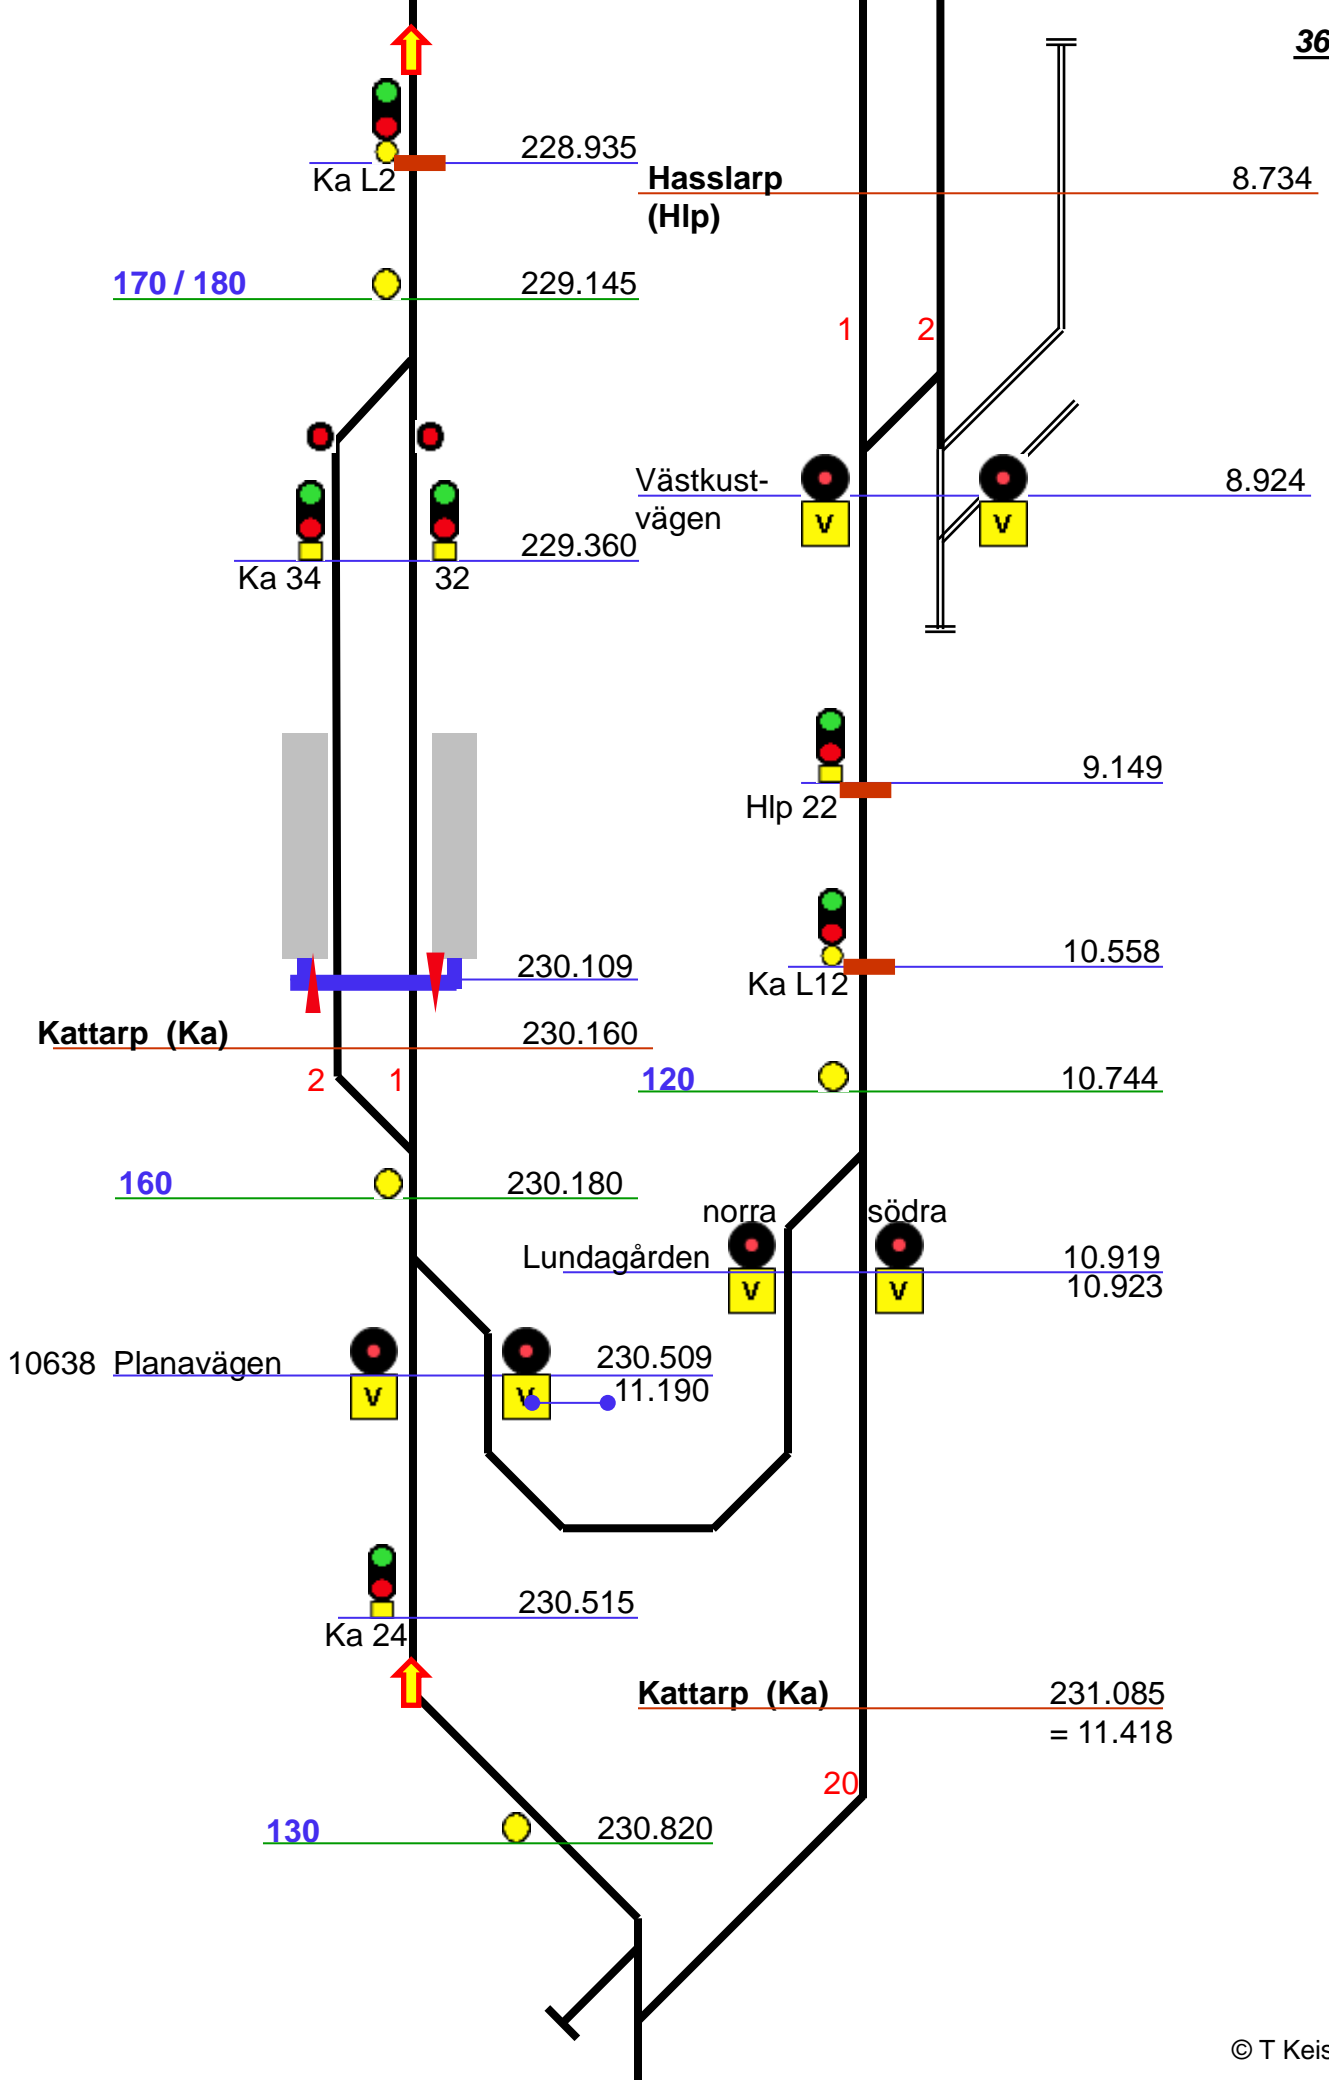 36
228.935
Ka L2
Hasslarp
8.734
(Hlp)
170 / 180
229.145
1
2
Västkust-
8.924
vägen
V
V
229.360
Ka 34
32
9.149
Hlp 22
10.558
Ka L12
230.109
Kattarp (Ka)
230.160
2
1
120
10.744
160
230.180
norra
södra
Lundagården
10.919
10.923
V
V
10638 Planavägen
230.509
11.190
V
V
230.515
Ka 24
Kattarp (Ka)
231.085
= 11.418
20
130
230.820
© T Keis